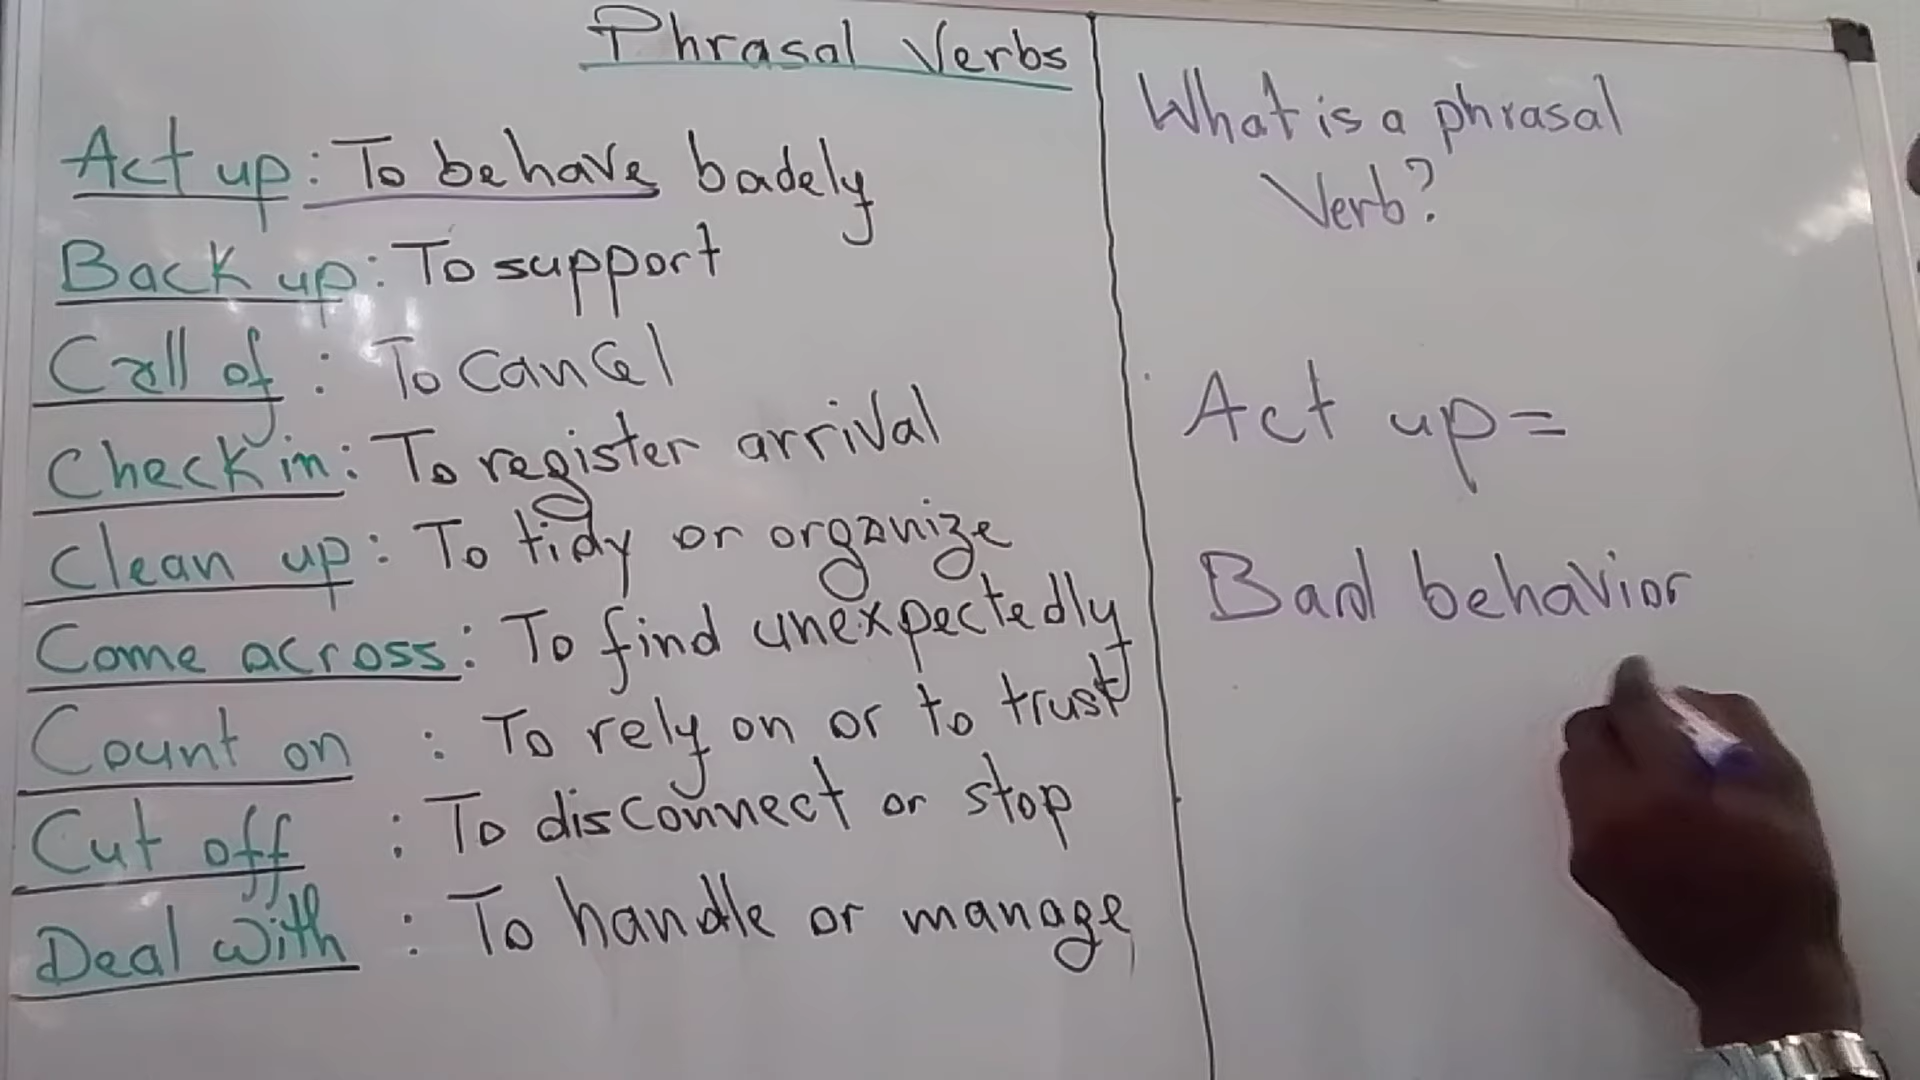 Phrasal Verbs
Act up: To behave badely
Back up: To support
Call of: To Cancel
Check in: To register arrival
Clean up: To tidy or organize
Come across: To find unexpectedly
Count on : To rely on or to trust
Cut off : To disconnect or stop
Deal with : To handle or manage
What is a phrasal
Verb?
Act up=
Bad behavior